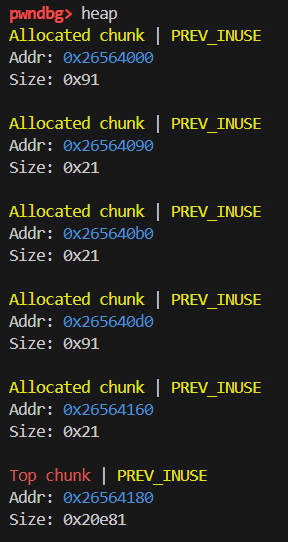 pwndbg> heap
Allocated chunk | PREV_INUSE
Addr: 0x26564000
Size: 0x91
Allocated chunk | PREV_INUSE
Addr: 0x26564090
Size: 0x21
Allocated chunk | PREV_INUSE
Addr: 0x265640b0
Size: 0x21
Allocated chunk | PREV_INUSE
Addr: 0x265640d0
Size: 0x91
Allocated chunk | PREV_INUSE
Addr: 0x26564160
Size: 0x21
Top chunk | PREV_INUSE
Addr: 0x26564180
Size: 0x20e81